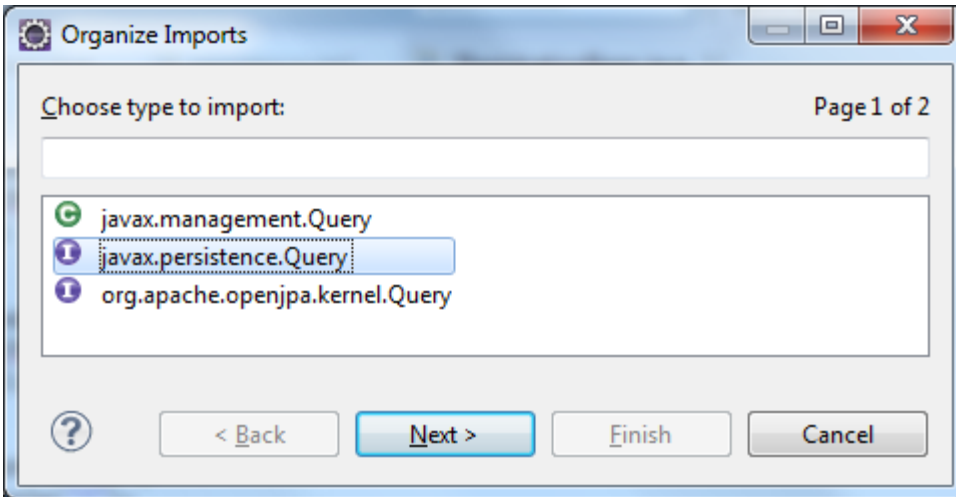 Organize Imports
Choose type to import: Page 1 of 2
C javax.management.Query
I javax.persistence.Query
I org.apache.openjpa.kernel.Query
? < Back Next > Finish Cancel